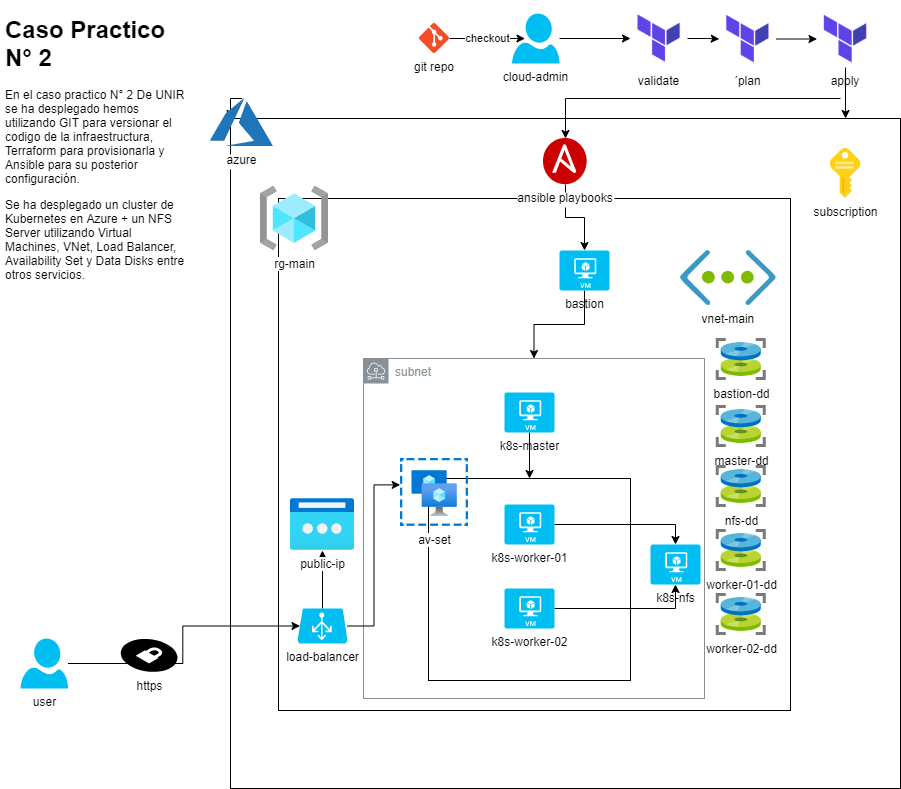 Caso Practico
N° 2
En el caso practico N° 2 De UNIR
se ha desplegado hemos
utilizando GIT para versionar el
codigo de la infraestructura,
Terraform para provisionarla y
Ansible para su posterior
configuración.
Se ha desplegado un cluster de
Kubernetes en Azure + un NFS
Server utilizando Virtual
Machines, VNet, Load Balancer,
Availability Set y Data Disks entre
otros servicios.
git repo
checkout
cloud-admin
validate
´plan
apply
azure
ansible playbooks
subscription
rg-main
VM
bastion
vnet-main
subnet
bastion-dd
VM
k8s-master
master-dd
av-set
nfs-dd
public-ip
VM
k8s-worker-01
VM
k8s-nfs
worker-01-dd
VM
k8s-worker-02
worker-02-dd
load-balancer
user
https